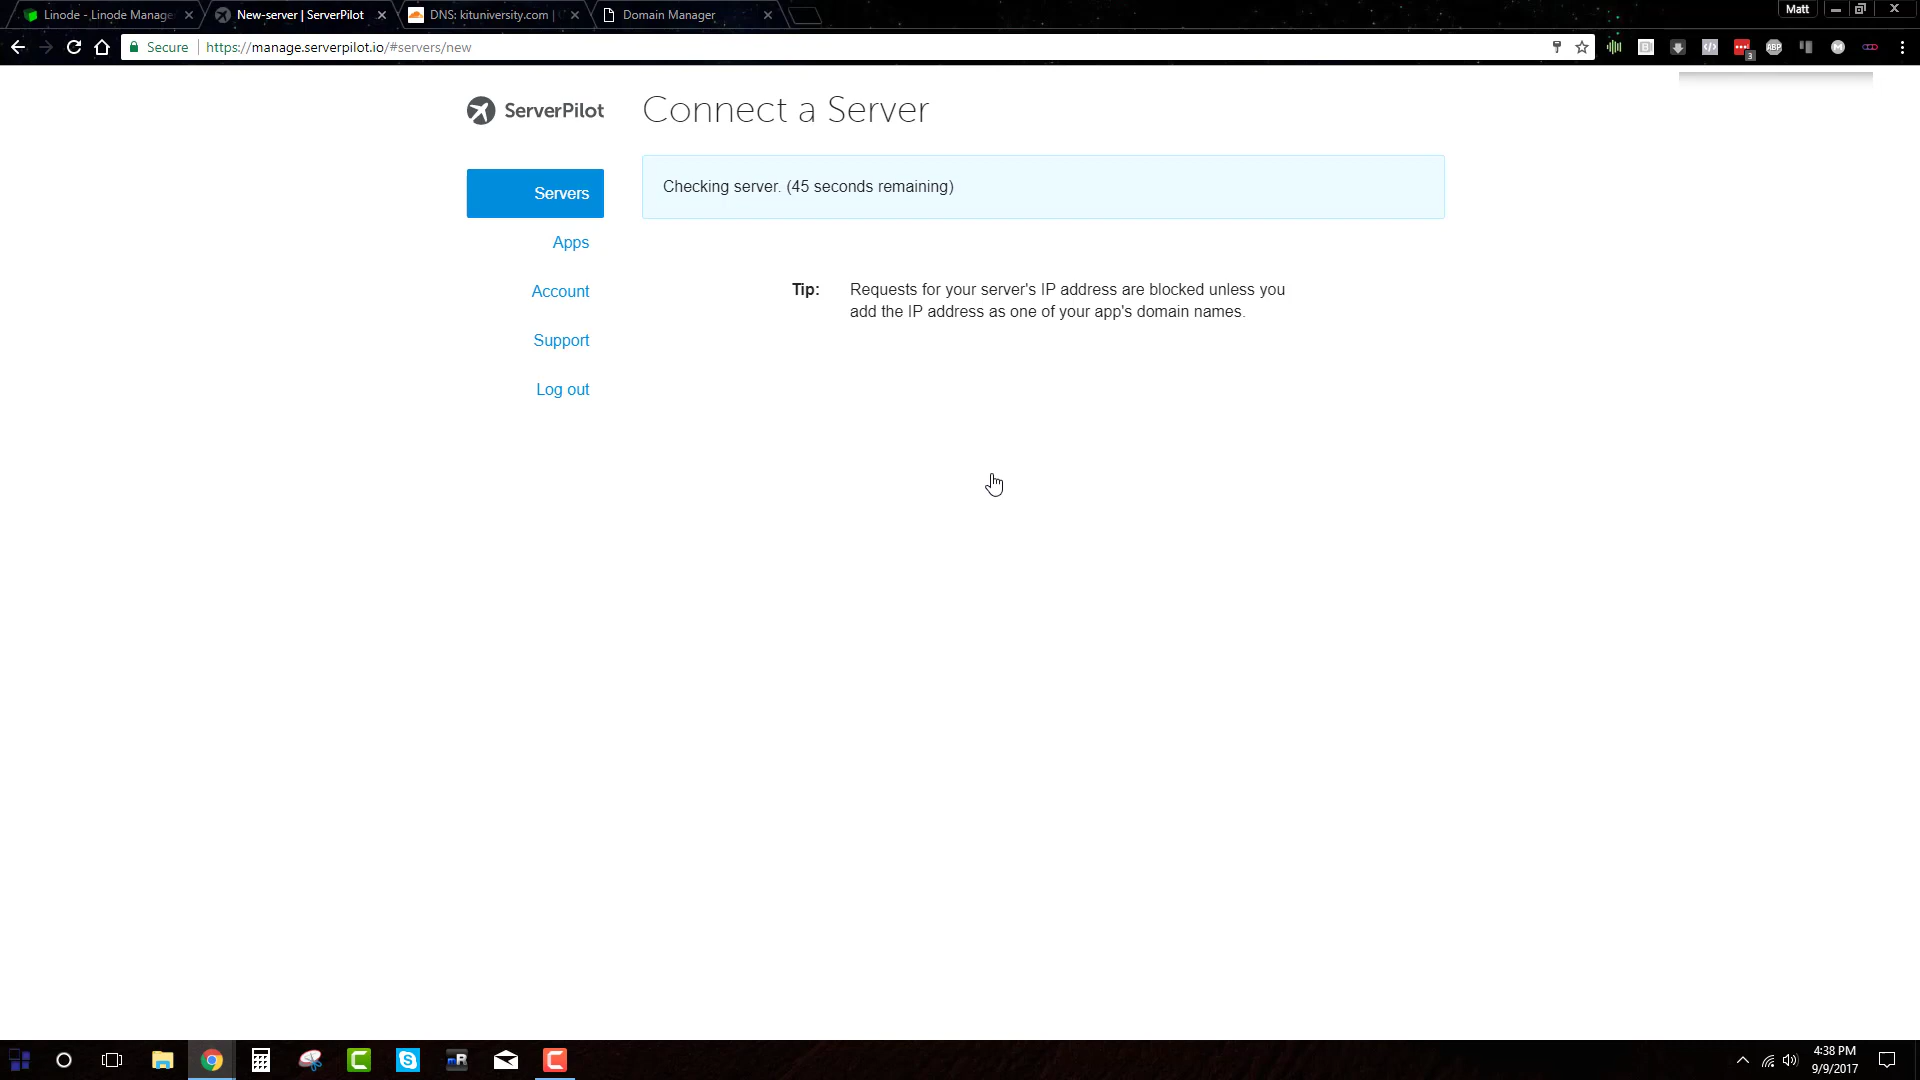 Linode - Linode Manage
New-server | ServerPilot
DNS: kituniversity.com |
Domain Manager
Matt
Secure
https://manage.serverpilot.io/#servers/new
3
ABP
ServerPilot
Connect a Server
Servers
Checking server. (45 seconds remaining)
Apps
Tip:
Requests for your server's IP address are blocked unless you
add the IP address as one of your app's domain names.
Account
Support
Log out
4:38 PM
9/9/2017